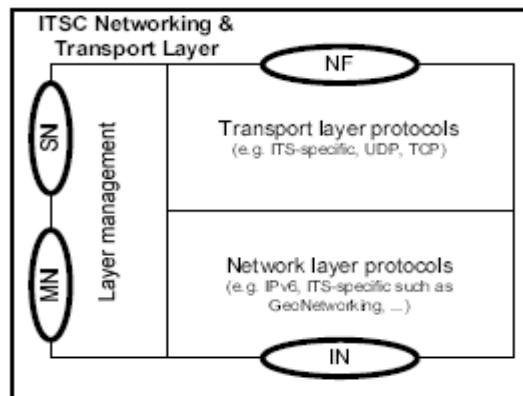 ITSC Networking &
Transport Layer
NF
SN
MN
Layer management
Transport layer protocols
(e.g. ITS-specific, UDP, TCP)
Network layer protocols
(e.g. IPv6, ITS-specific such as
GeoNetworking, ...)
IN